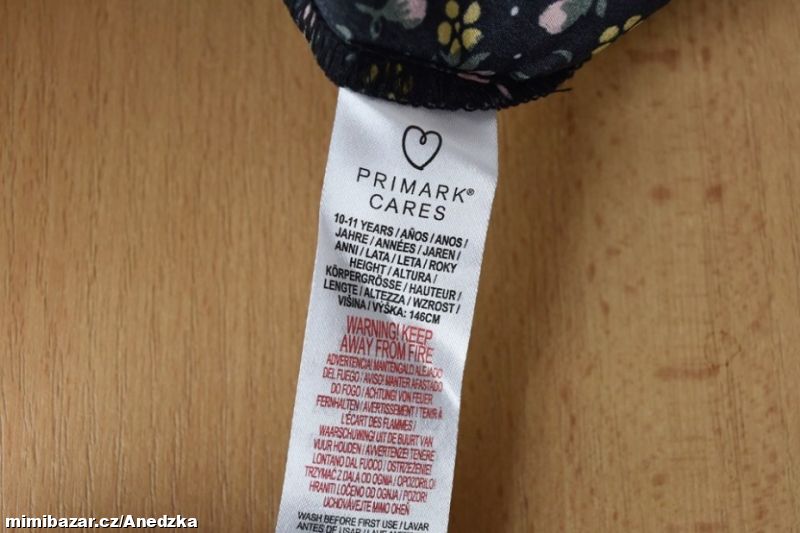 PRIMARK®
CARES
10-11 YEARS / AÑOS / ANOS /
JAHRE / ANNÉES / JAREN /
ANNI / LATA / LETA / ROKY
HEIGHT / ALTURA /
KÖRPERGRÖSSE / HAUTEUR /
LENGTE / ALTEZZA / WZROST /
VIŠINA / VÝŠKA: 146CM
WARNING! KEEP
AWAY FROM FIRE
ADVERTENCIA! MANTENGALO ALEJADO
DEL FUEGO / AVISO! MANTER AFASTADO
DO FOGO / ACHTUNG! VON FEUER
FERNHALTEN / AVERTISSEMENT ! TENIR À
L'ÉCART DES FLAMMES /
WAARSCHUWING! UIT DE BUURT VAN
VUUR HOUDEN / AVVERTENZE! TENERE
LONTANO DAL FUOCO / OSTRZEŻENIE!
TRZYMAĆ Z DALA OD OGNIA / OPOZORILO!
HRANITI LOČENO OD OGNJA / POZOR!
UCHOVÁVEJTE MIMO OHEŇ
WASH BEFORE FIRST USE / LAVAR
ANTES DE USAR / LAVE
mimibazar.cz/Anedzka